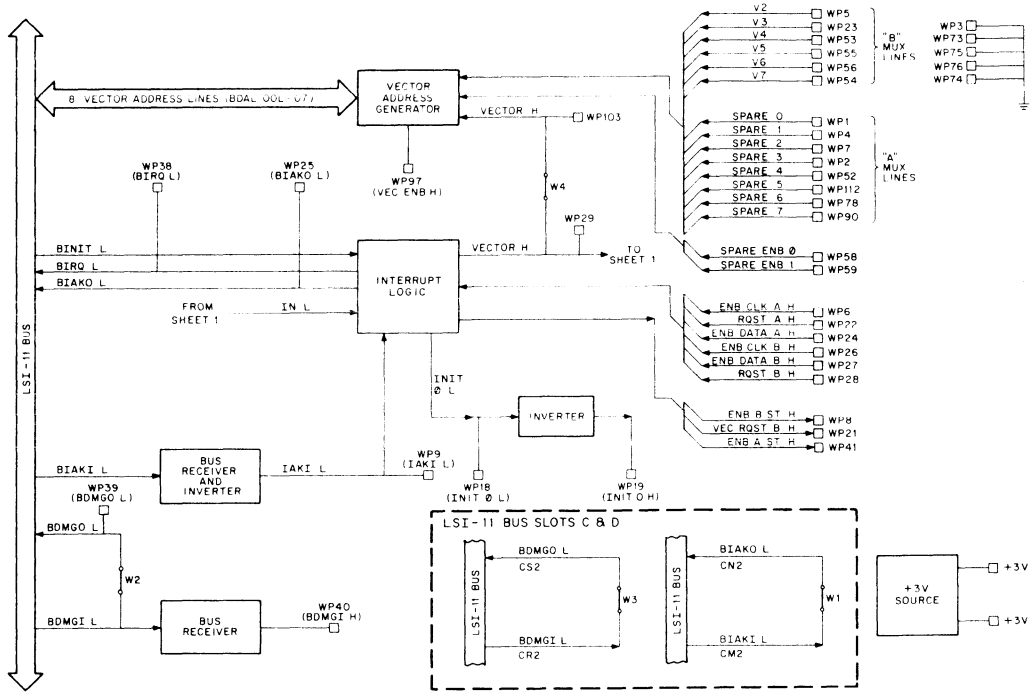 LSI-11 BUS
8 VECTOR ADDRESS LINES (BDAL 00L-07)
VECTOR
ADDRESS
GENERATOR
VECTOR H
WP103
WP97
(VEC ENB H)
W4
WP29
WP38
(BIRQ L)
WP25
(BIAKO L)
BINIT L
BIRQ L
BIAKO L
FROM
SHEET 1
IN L
INTERRUPT
LOGIC
VECTOR H
TO
SHEET 1
INIT
Ø L
INVERTER
WP18
(INIT Ø L)
WP19
(INIT O H)
BIAKI L
BUS
RECEIVER
AND
INVERTER
IAKI L
WP9
(IAKI L)
WP39
(BDMGO L)
BDMGO L
W2
BDMGI L
BUS
RECEIVER
WP40
(BDMGI H)
V2 WP5
V3 WP23
V4 WP53
V5 WP55
V6 WP56
V7 WP54
"B"
MUX
LINES
WP3
WP73
WP75
WP76
WP74
SPARE 0 WP1
SPARE 1 WP4
SPARE 2 WP7
SPARE 3 WP2
SPARE 4 WP52
SPARE 5 WP112
SPARE 6 WP78
SPARE 7 WP90
"A"
MUX
LINES
SPARE ENB Ø WP58
SPARE ENB 1 WP59
ENB CLK A H WP6
RQST A H WP22
ENB DATA A H WP24
ENB CLK B H WP26
ENB DATA B H WP27
RQST B H WP28
ENB B ST H WP8
VEC RQST B H WP21
ENB A ST H WP41
LSI-11 BUS SLOTS C & D
LSI-11 BUS
BDMGO L
CS2
W3
BDMGI L
CR2
LSI-11 BUS
BIAKO L
CN2
W1
BIAKI L
CM2
+3V
SOURCE
+3V
+3V